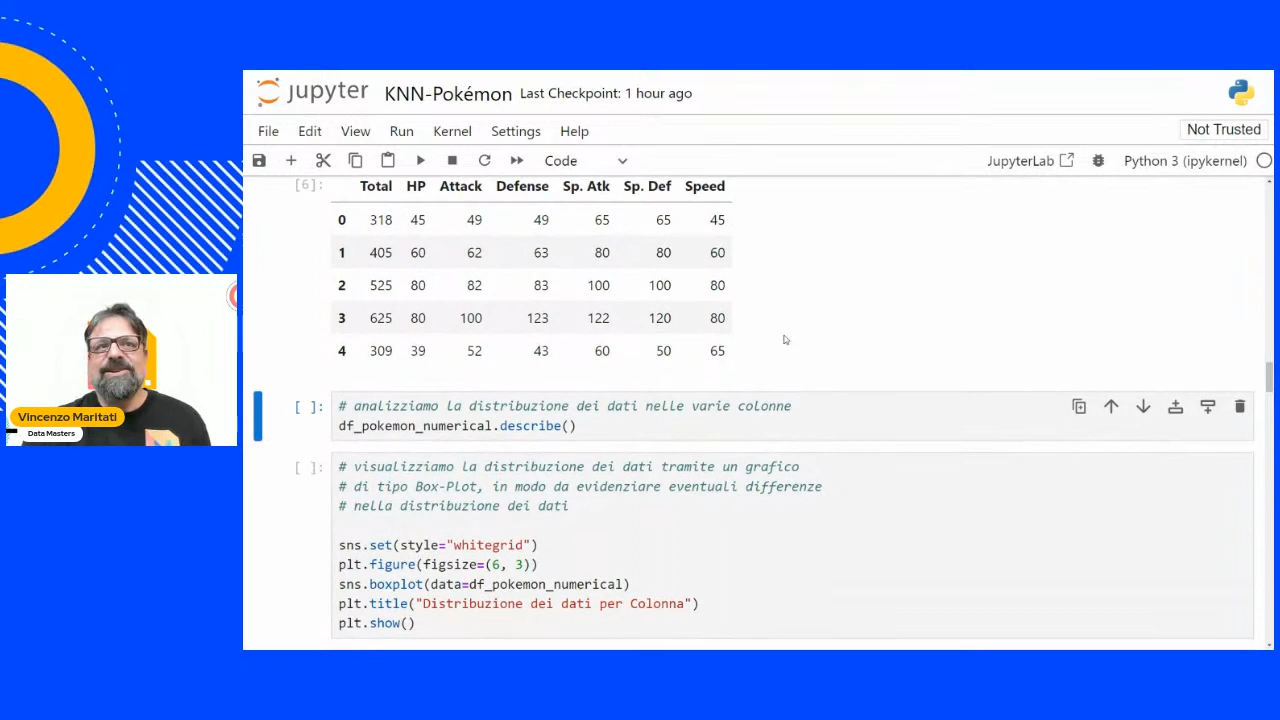 jupyter KNN-Pokémon Last Checkpoint: 1 hour ago
File Edit View Run Kernel Settings Help Not Trusted
Code JupyterLab Python 3 (ipykernel)
[6]: Total HP Attack Defense Sp. Atk Sp. Def Speed
0 318 45 49 49 65 65 45
1 405 60 62 63 80 80 60
2 525 80 82 83 100 100 80
3 625 80 100 123 122 120 80
4 309 39 52 43 60 50 65
[ ]: # analizziamo la distribuzione dei dati nelle varie colonne
df_pokemon_numerical.describe()
[ ]: # visualizziamo la distribuzione dei dati tramite un grafico
# di tipo Box-Plot, in modo da evidenziare eventuali differenze
# nella distribuzione dei dati
sns.set(style="whitegrid")
plt.figure(figsize=(6, 3))
sns.boxplot(data=df_pokemon_numerical)
plt.title("Distribuzione dei dati per Colonna")
plt.show()
Vincenzo Maritati
Data Masters